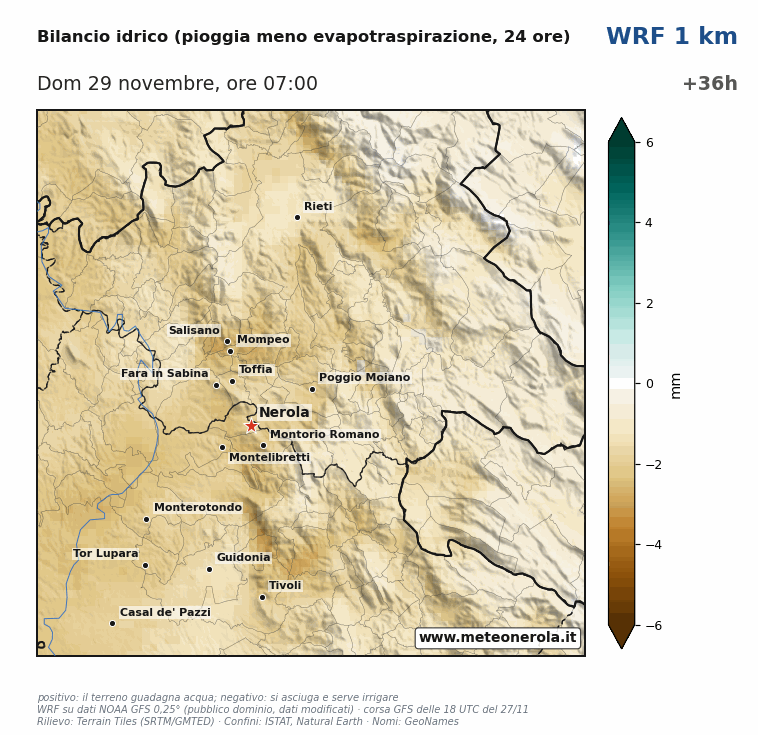 Bilancio idrico (pioggia meno evapotraspirazione, 24 ore)
WRF 1 km
Dom 29 novembre, ore 07:00
+36h
Rieti
Salisano
Mompeo
Fara in Sabina
Toffia
Poggio Moiano
Nerola
Montorio Romano
Montelibretti
Monterotondo
Tor Lupara
Guidonia
Tivoli
Casal de' Pazzi
www.meteonerola.it
6
4
2
0
−2
−4
−6
mm
positivo: il terreno guadagna acqua; negativo: si asciuga e serve irrigare
WRF su dati NOAA GFS 0,25° (pubblico dominio, dati modificati) · corsa GFS delle 18 UTC del 27/11
Rilievo: Terrain Tiles (SRTM/GMTED) · Confini: ISTAT, Natural Earth · Nomi: GeoNames